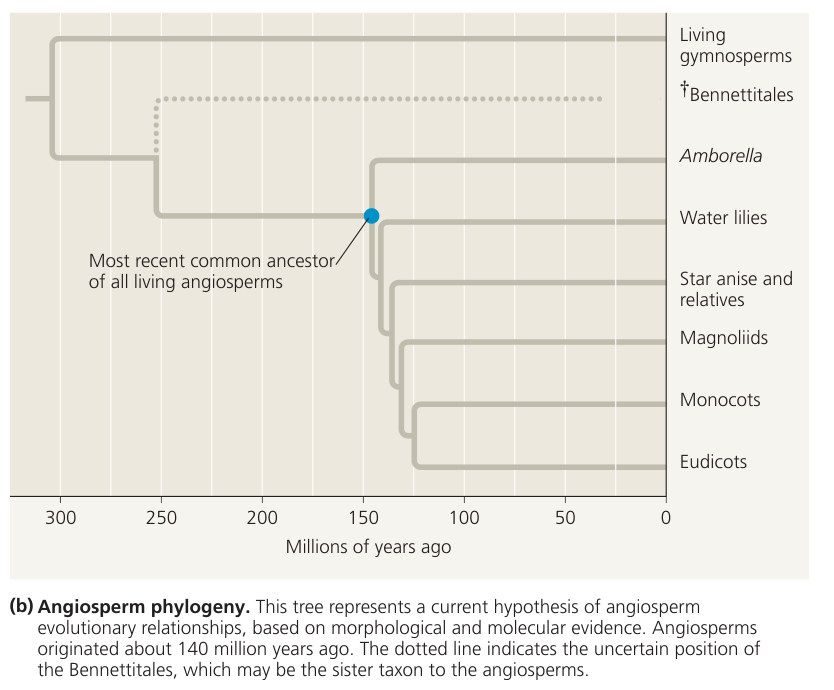 Living
gymnosperms
†Bennettitales
Amborella
Water lilies
Most recent common ancestor
of all living angiosperms
Star anise and
relatives
Magnoliids
Monocots
Eudicots
300 250 200 150 100 50 0
Millions of years ago
(b) Angiosperm phylogeny. This tree represents a current hypothesis of angiosperm
evolutionary relationships, based on morphological and molecular evidence. Angiosperms
originated about 140 million years ago. The dotted line indicates the uncertain position of
the Bennettitales, which may be the sister taxon to the angiosperms.